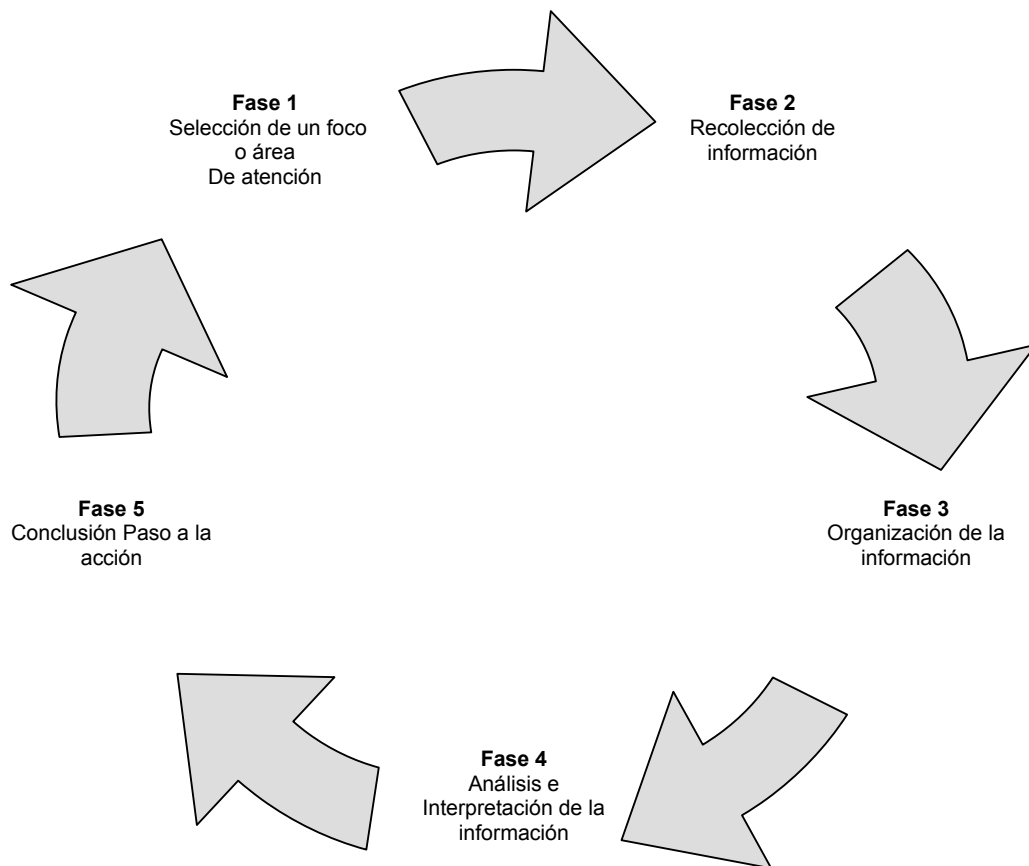 Fase 1
Selección de un foco
o área
De atención
Fase 2
Recolección de
información
Fase 3
Organización de la
información
Fase 4
Análisis e
Interpretación de la
información
Fase 5
Conclusión Paso a la
acción